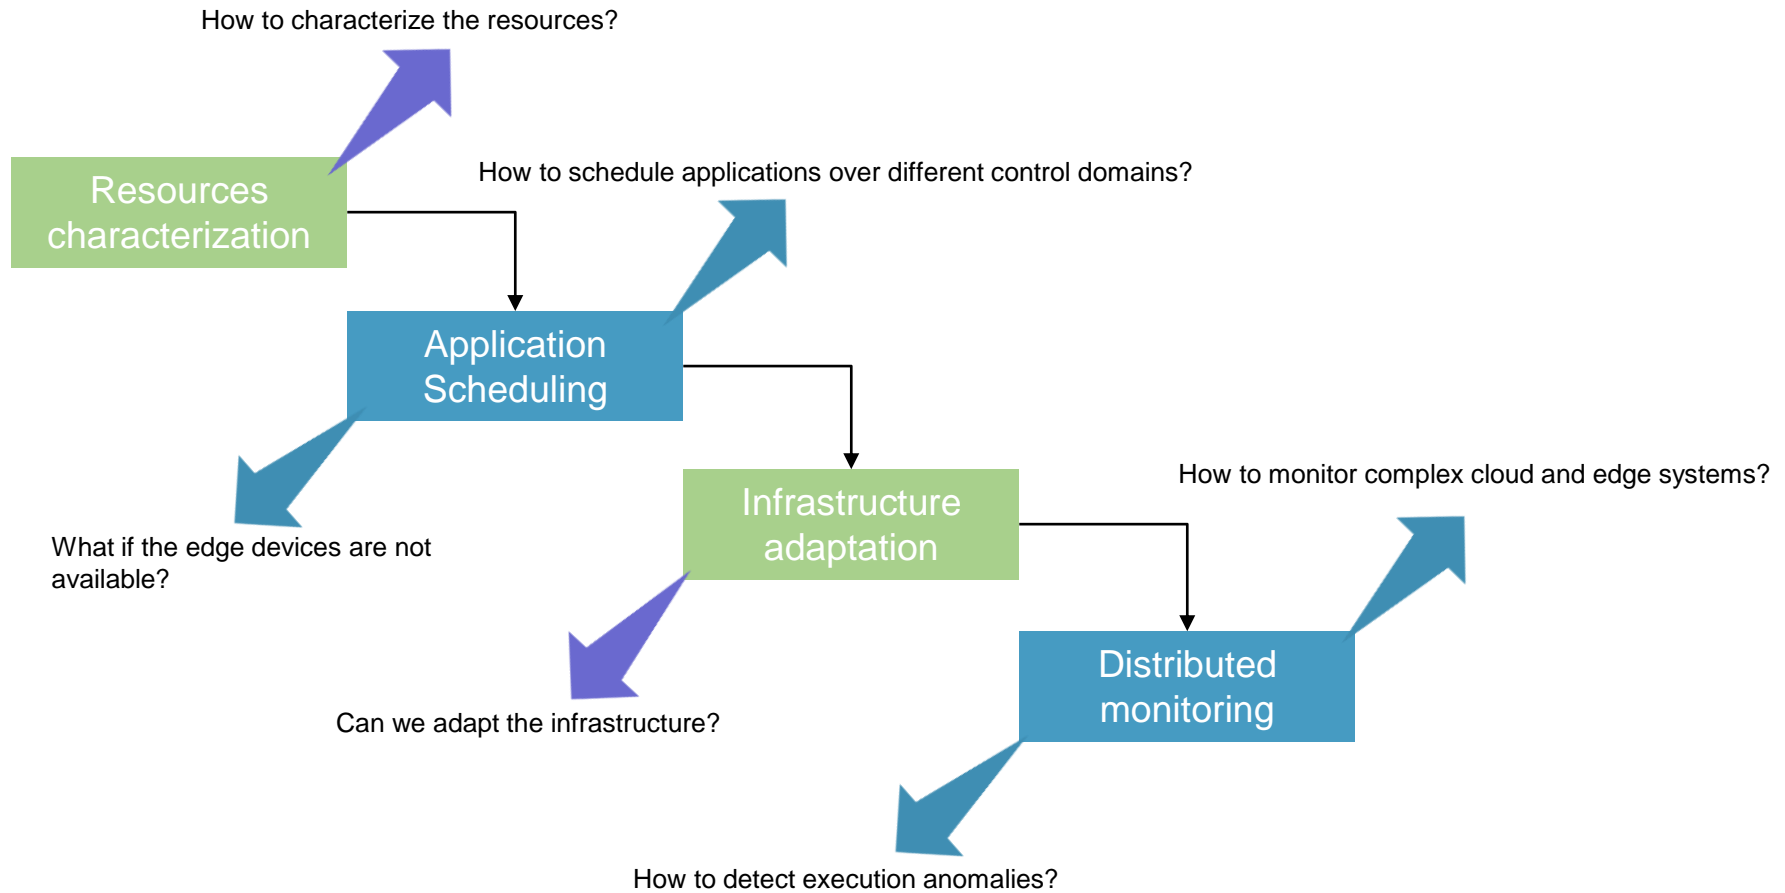 How to characterize the resources?
Resources
characterization
How to schedule applications over different control domains?
Application
Scheduling
What if the edge devices are not
available?
Infrastructure
adaptation
How to monitor complex cloud and edge systems?
Can we adapt the infrastructure?
Distributed
monitoring
How to detect execution anomalies?